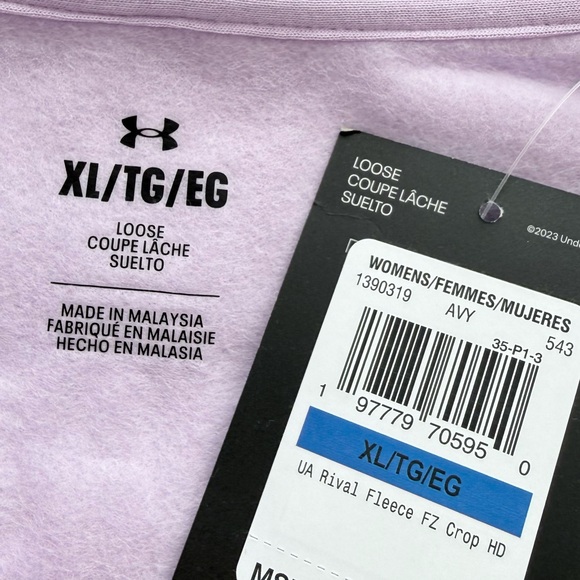 XL/TG/EG
LOOSE
COUPE LÂCHE
SUELTO
MADE IN MALAYSIA
FABRIQUÉ EN MALAISIE
HECHO EN MALASIA
LOOSE
COUPE LÂCHE
SUELTO
©2023 Unde
WOMENS/FEMMES/MUJERES
1390319 AVY 543
35-P1-3
1 97779 70595 0
XL/TG/EG
UA Rival Fleece FZ Crop HD